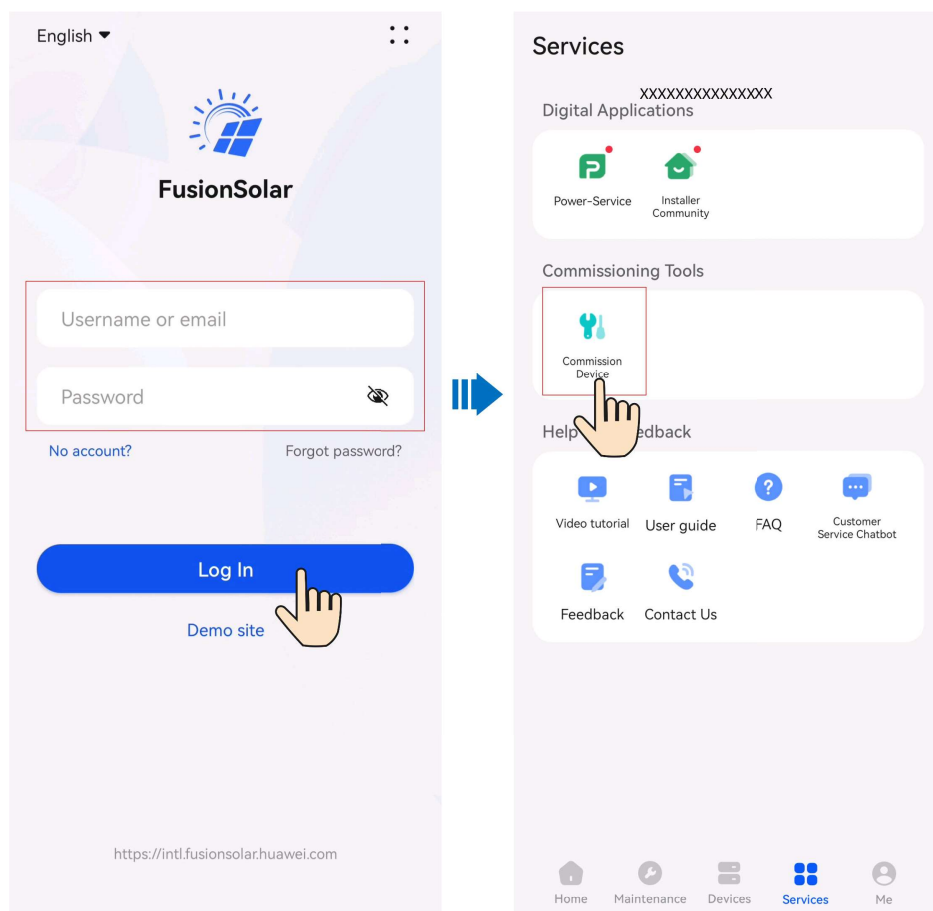 English
FusionSolar
Username or email
Password
No account?
Forgot password?
Log In
Demo site
https://intl.fusionsolar.huawei.com
Services
XXXXXXXXXXXXXXX
Digital Applications
Power-Service
Installer
Community
Commissioning Tools
Commission
Device
Help edback
Video tutorial
User guide
FAQ
Customer
Service Chatbot
Feedback
Contact Us
Home
Maintenance
Devices
Services
Me